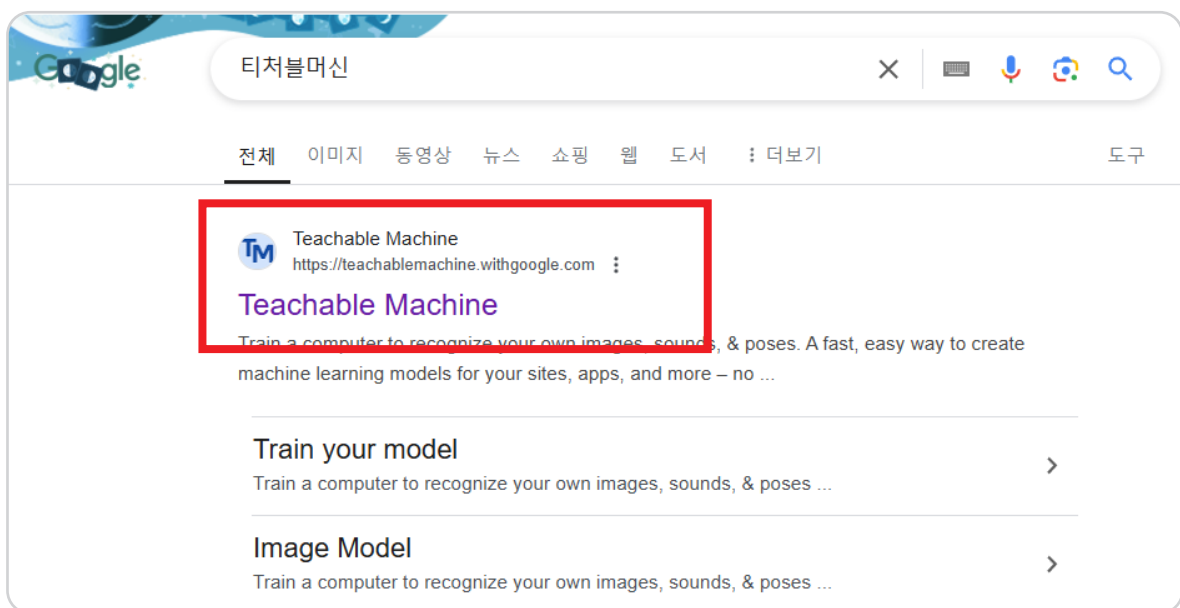 Google
티처블머신
전체 이미지 동영상 뉴스 쇼핑 웹 도서 더보기 도구
TM
Teachable Machine
https://teachablemachine.withgoogle.com
Teachable Machine
Train a computer to recognize your own images, sounds, & poses. A fast, easy way to create
machine learning models for your sites, apps, and more – no ...
Train your model
Train a computer to recognize your own images, sounds, & poses ...
Image Model
Train a computer to recognize your own images, sounds, & poses ...